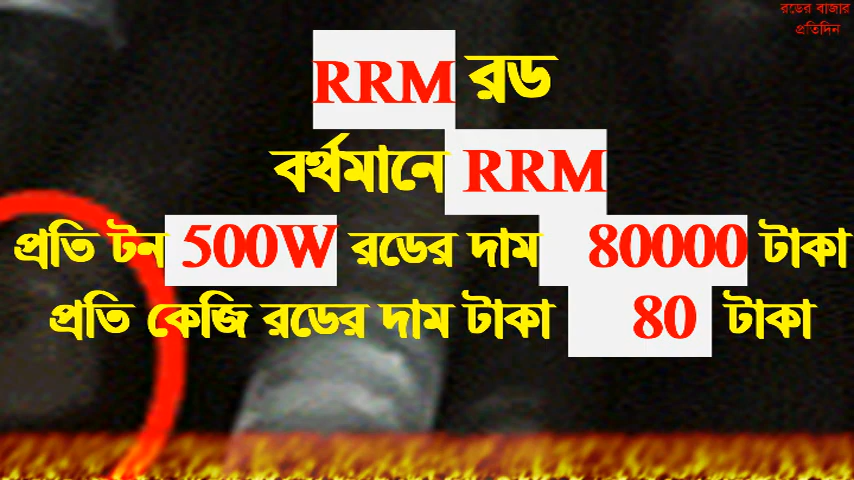 রডের বাজার
প্রতিদিন
RRM রড
বর্থমানে RRM
প্রতি টন 500W রডের দাম 80000 টাকা
প্রতি কেজি রডের দাম টাকা 80 টাকা